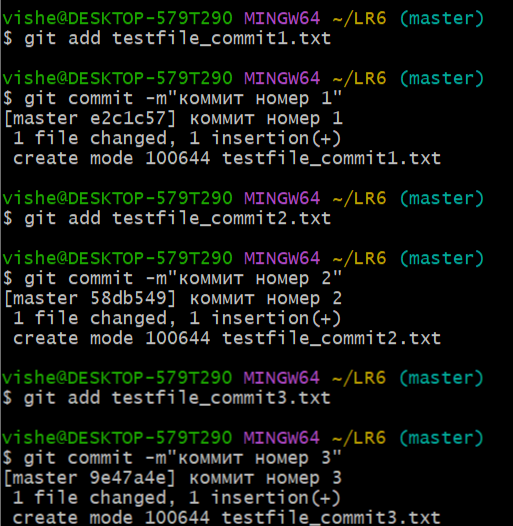 vishe@DESKTOP-579T290 MINGW64 ~/LR6 (master)
$ git add testfile_commit1.txt
vishe@DESKTOP-579T290 MINGW64 ~/LR6 (master)
$ git commit -m"коммит номер 1"
[master e2c1c57] коммит номер 1
 1 file changed, 1 insertion(+)
 create mode 100644 testfile_commit1.txt
vishe@DESKTOP-579T290 MINGW64 ~/LR6 (master)
$ git add testfile_commit2.txt
vishe@DESKTOP-579T290 MINGW64 ~/LR6 (master)
$ git commit -m"коммит номер 2"
[master 58db549] коммит номер 2
 1 file changed, 1 insertion(+)
 create mode 100644 testfile_commit2.txt
vishe@DESKTOP-579T290 MINGW64 ~/LR6 (master)
$ git add testfile_commit3.txt
vishe@DESKTOP-579T290 MINGW64 ~/LR6 (master)
$ git commit -m"коммит номер 3"
[master 9e47a4e] коммит номер 3
 1 file changed, 1 insertion(+)
 create mode 100644 testfile_commit3.txt